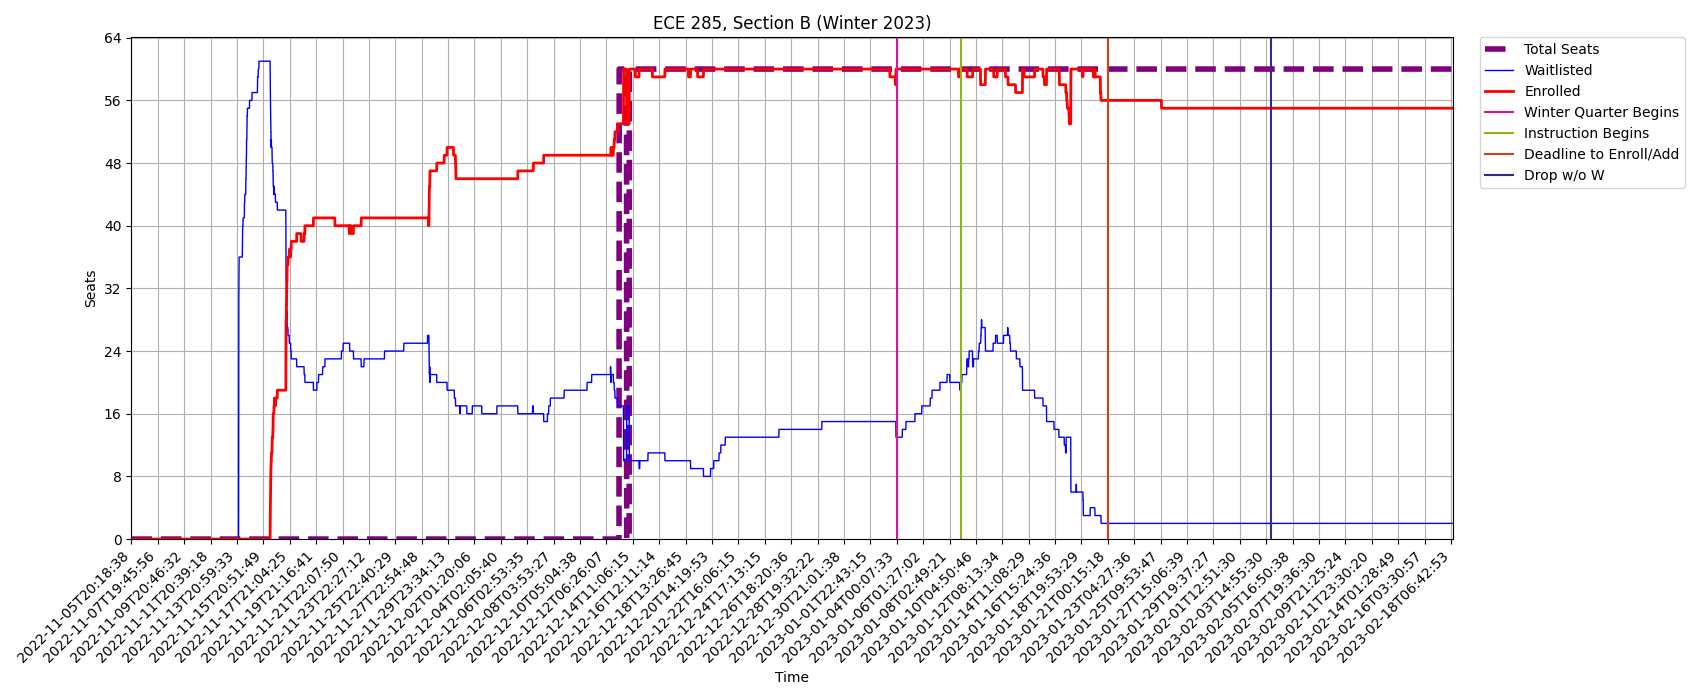 ECE 285, Section B (Winter 2023)
64
56
48
40
32
24
16
8
0
Seats
2022-11-05T20:18:38
2022-11-07T19:45:56
2022-11-09T20:46:32
2022-11-11T20:39:18
2022-11-13T20:59:33
2022-11-15T20:51:49
2022-11-17T21:04:25
2022-11-19T21:16:41
2022-11-21T22:07:50
2022-11-23T22:27:12
2022-11-25T22:40:29
2022-11-27T22:54:48
2022-11-29T23:34:13
2022-12-02T01:20:06
2022-12-04T02:05:40
2022-12-06T02:53:35
2022-12-08T03:53:27
2022-12-10T05:04:38
2022-12-12T06:26:07
2022-12-14T11:06:15
2022-12-16T12:11:14
2022-12-18T13:26:45
2022-12-20T14:19:53
2022-12-22T16:06:15
2022-12-24T17:13:15
2022-12-26T18:20:36
2022-12-28T19:32:22
2022-12-30T21:01:38
2023-01-01T22:43:15
2023-01-04T00:07:33
2023-01-06T01:27:02
2023-01-08T02:49:21
2023-01-10T04:50:46
2023-01-12T08:13:34
2023-01-14T11:08:29
2023-01-16T15:24:36
2023-01-18T19:53:29
2023-01-21T00:15:18
2023-01-23T04:27:36
2023-01-25T09:53:47
2023-01-27T15:06:39
2023-01-29T19:37:27
2023-02-01T12:51:30
2023-02-03T14:55:30
2023-02-05T16:50:38
2023-02-07T19:36:30
2023-02-09T21:25:24
2023-02-11T23:30:20
2023-02-14T01:28:49
2023-02-16T03:30:57
2023-02-18T06:42:53
Time
Total Seats
Waitlisted
Enrolled
Winter Quarter Begins
Instruction Begins
Deadline to Enroll/Add
Drop w/o W